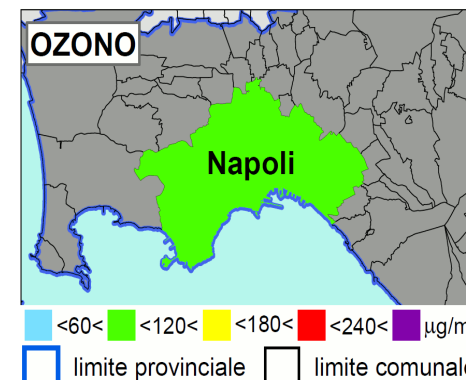 OZONO
Napoli
<60< <120< <180< <240< µg/m
limite provinciale limite comunale